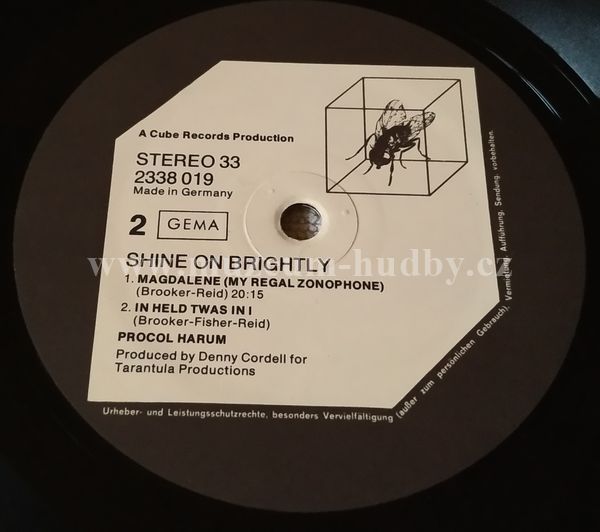 A Cube Records Production
STEREO 33
2338 019
Made in Germany
2 GEMA
SHINE ON BRIGHTLY
1. MAGDALENE (MY REGAL ZONOPHONE)
(Brooker-Reid) 20:15
2. IN HELD TWAS IN I
(Brooker-Fisher-Reid)
PROCOL HARUM
Produced by Denny Cordell for
Tarantula Productions
Urheber- und Leistungsschutzrechte, besonders Vervielfältigung (außer zum persönlichen Gebrauch), Vermietung, Aufführung, Sendung, vorbehalten.